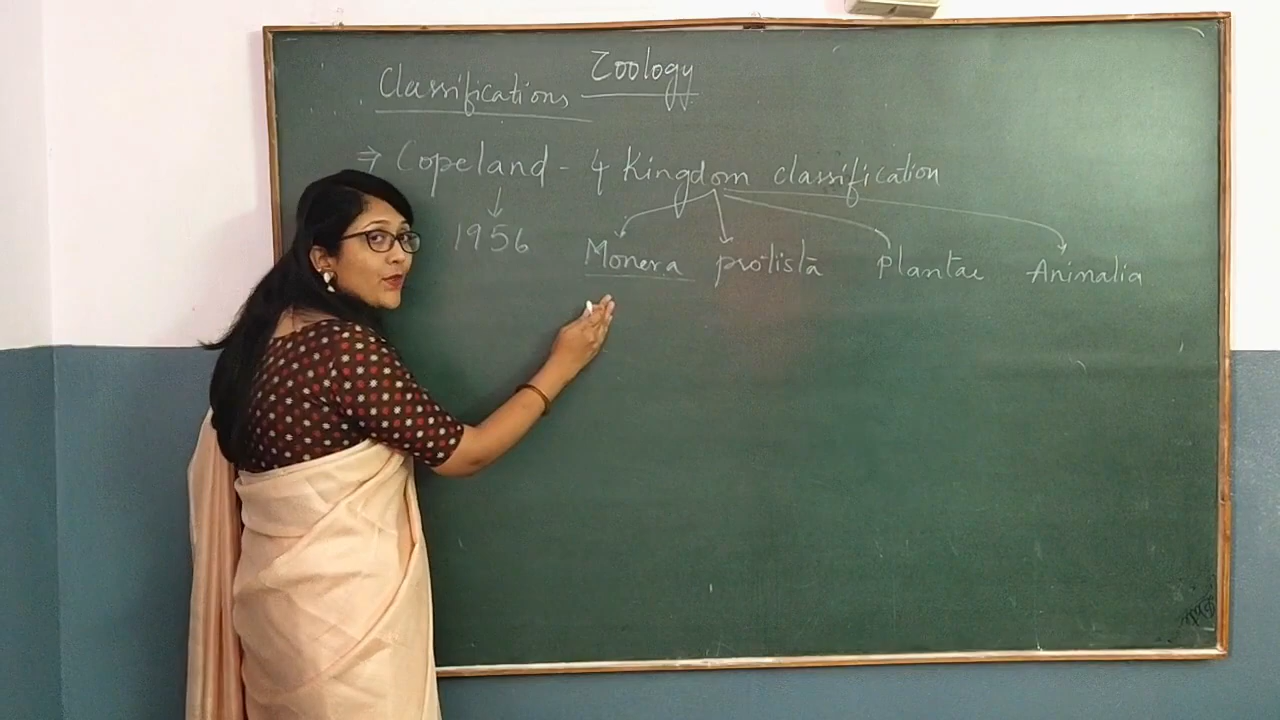 Zoology
Classifications
⇒ Copeland - 4 Kingdom classification
1956
Monera protista plantae Animalia